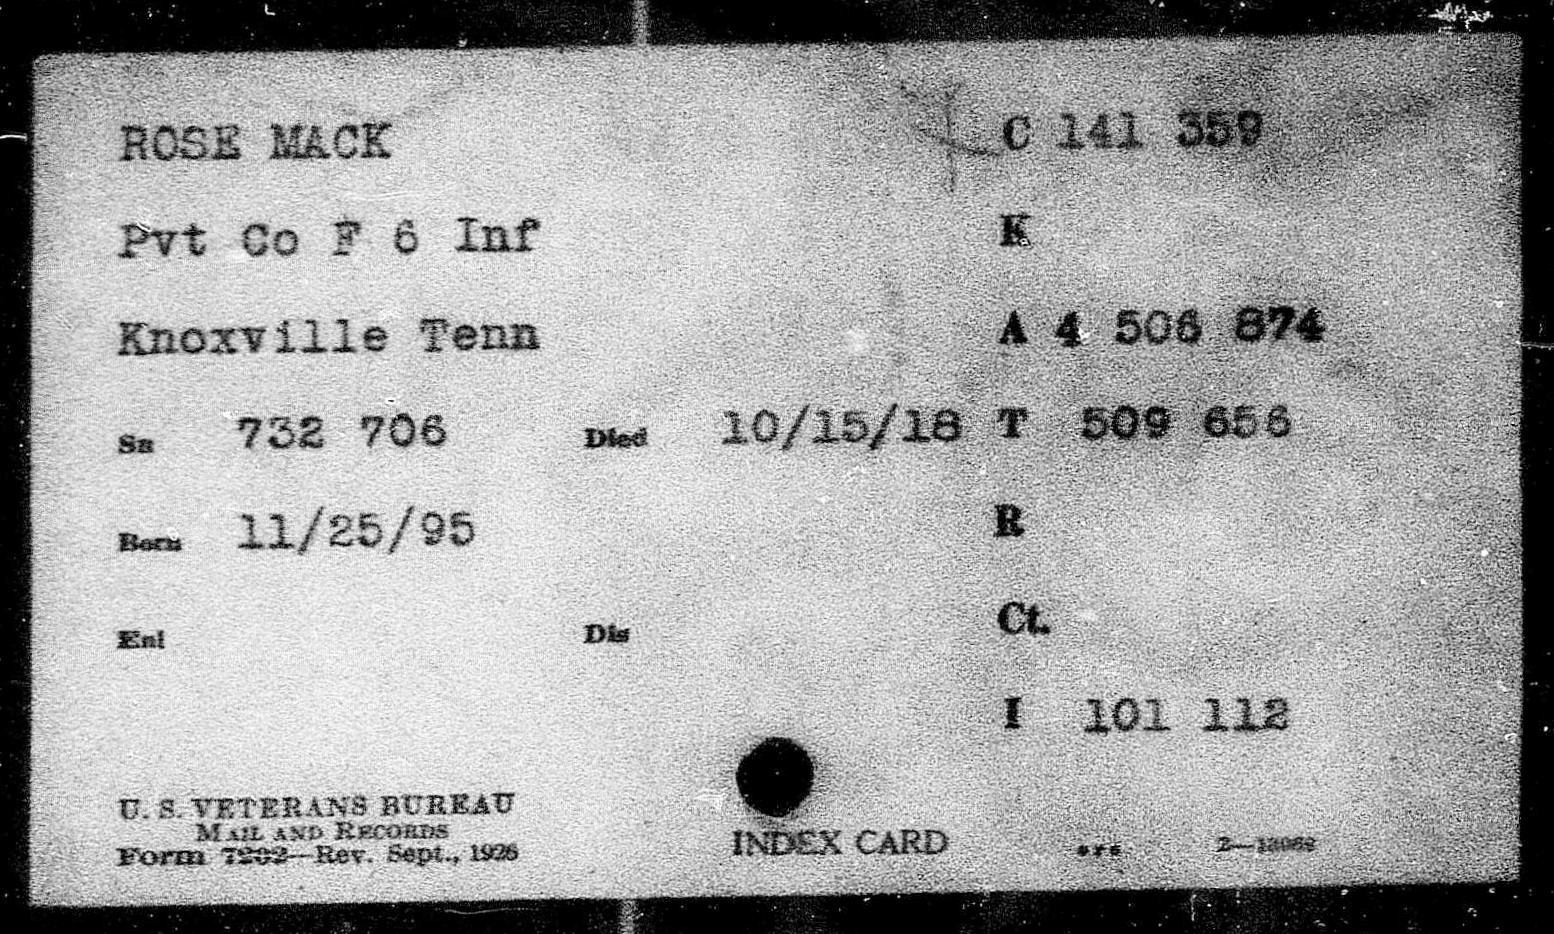 ROSE MACK C 141 359
Pvt Co F 6 Inf K
Knoxville Tenn A 4 506 874
Sn 732 706 Died 10/15/18 T 509 656
Born 11/25/95 R
Enl Dis Ct.
I 101 112
U. S. VETERANS BUREAU
MAIL AND RECORDS
Form 7202—Rev. Sept., 1926
INDEX CARD